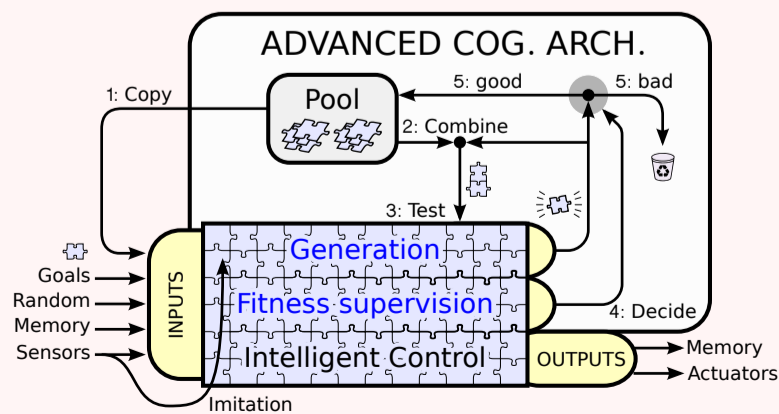 ADVANCED COG. ARCH.
1: Copy
Pool
5: good
5: bad
2: Combine
3: Test
Generation
Goals
Random
Memory
Sensors
INPUTS
Fitness supervision
4: Decide
Intelligent Control
OUTPUTS
Memory
Actuators
Imitation